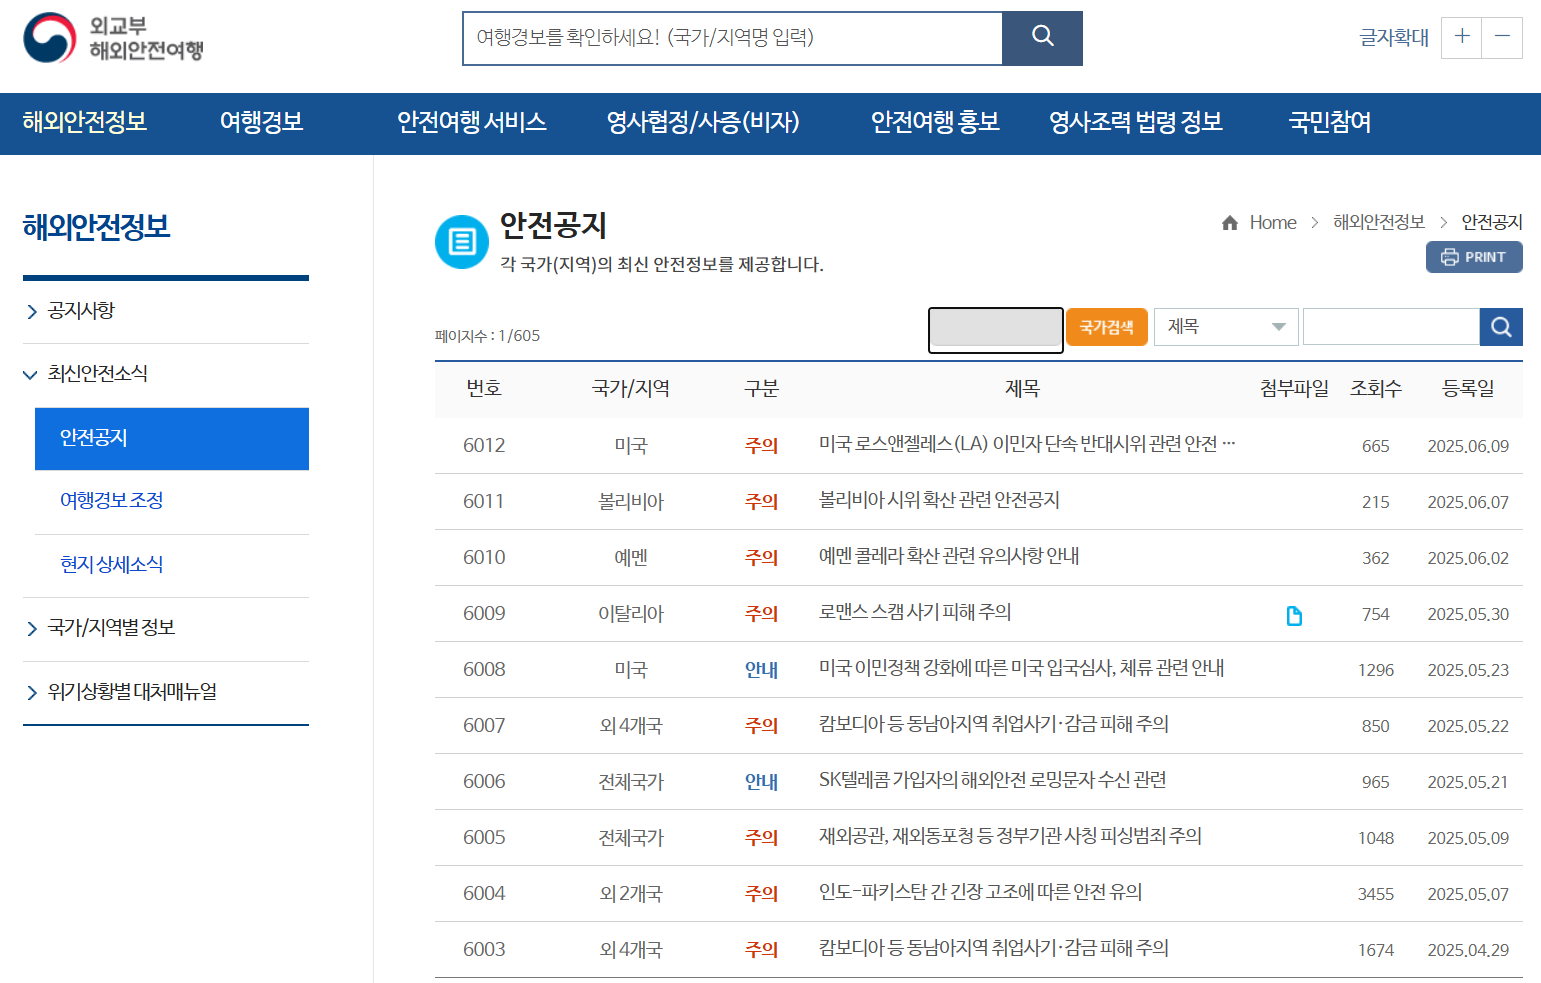 외교부
해외안전여행
여행경보를 확인하세요! (국가/지역명 입력)
글자확대 + −
해외안전정보 여행경보 안전여행 서비스 영사협정/사증(비자) 안전여행 홍보 영사조력 법령 정보 국민참여
해외안전정보
공지사항
최신안전소식
안전공지
여행경보 조정
현지 상세소식
국가/지역별 정보
위기상황별 대처매뉴얼
안전공지
각 국가(지역)의 최신 안전정보를 제공합니다.
Home > 해외안전정보 > 안전공지
PRINT
페이지수 : 1/605
국가검색 제목
번호 국가/지역 구분 제목 첨부파일 조회수 등록일
6012 미국 주의 미국 로스앤젤레스(LA) 이민자 단속 반대시위 관련 안전 … 665 2025.06.09
6011 볼리비아 주의 볼리비아 시위 확산 관련 안전공지 215 2025.06.07
6010 예멘 주의 예멘 콜레라 확산 관련 유의사항 안내 362 2025.06.02
6009 이탈리아 주의 로맨스 스캠 사기 피해 주의 754 2025.05.30
6008 미국 안내 미국 이민정책 강화에 따른 미국 입국심사, 체류 관련 안내 1296 2025.05.23
6007 외 4개국 주의 캄보디아 등 동남아지역 취업사기·감금 피해 주의 850 2025.05.22
6006 전체국가 안내 SK텔레콤 가입자의 해외안전 로밍문자 수신 관련 965 2025.05.21
6005 전체국가 주의 재외공관, 재외동포청 등 정부기관 사칭 피싱범죄 주의 1048 2025.05.09
6004 외 2개국 주의 인도-파키스탄 간 긴장 고조에 따른 안전 유의 3455 2025.05.07
6003 외 4개국 주의 캄보디아 등 동남아지역 취업사기·감금 피해 주의 1674 2025.04.29